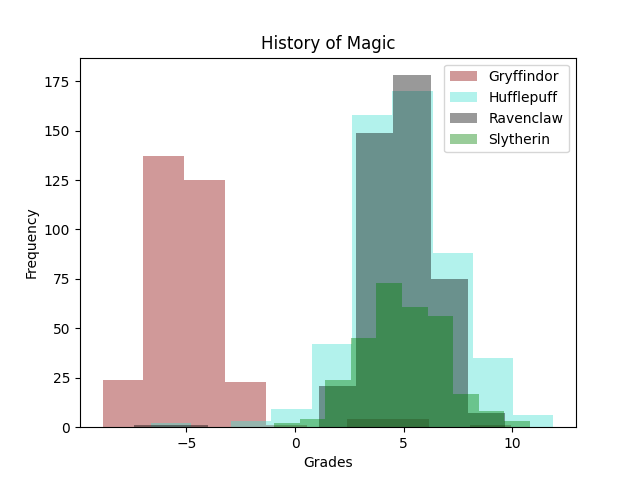 History of Magic
Gryffindor
Hufflepuff
Ravenclaw
Slytherin
175
150
125
100
75
50
25
0
Frequency
−5
0
5
10
Grades